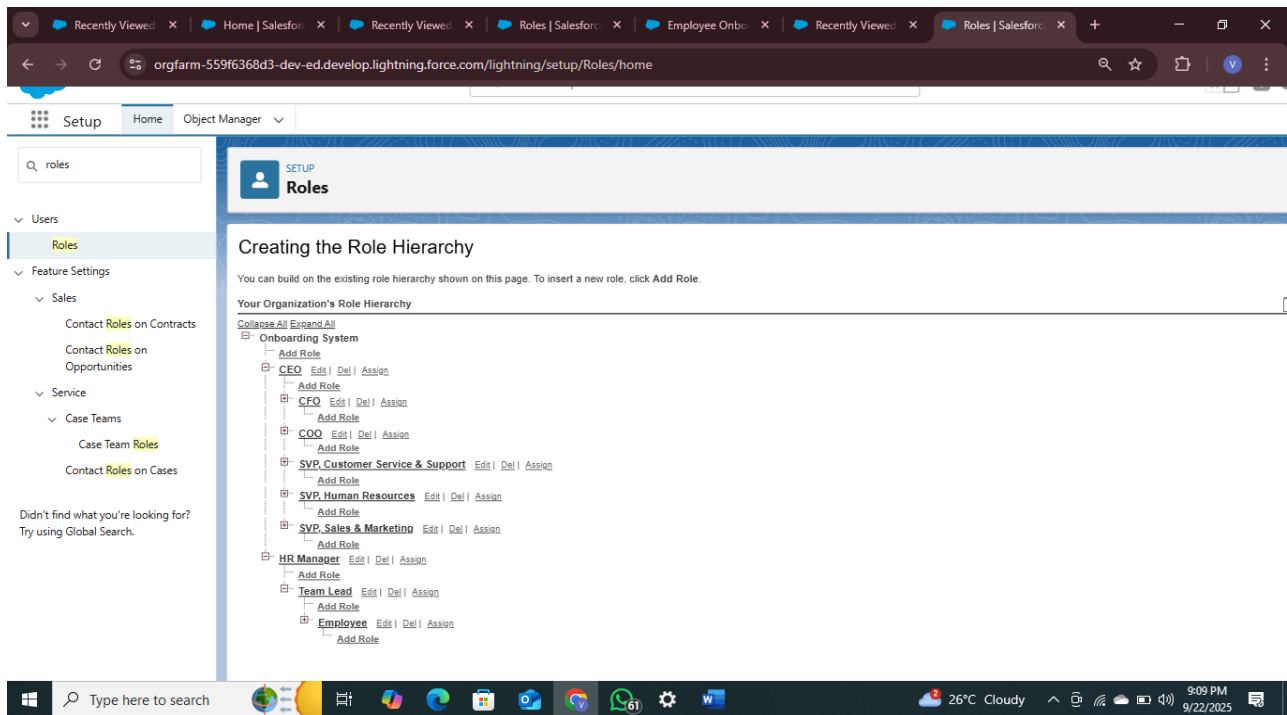 Recently Viewed
Home | Salesforc
Recently Viewed
Roles | Salesforc
Employee Onbo
Recently Viewed
Roles | Salesforc
orgfarm-559f6368d3-dev-ed.develop.lightning.force.com/lightning/setup/Roles/home
V
Setup
Home
Object Manager
roles
Users
Roles
Feature Settings
Sales
Contact Roles on Contracts
Contact Roles on
Opportunities
Service
Case Teams
Case Team Roles
Contact Roles on Cases
Didn't find what you're looking for?
Try using Global Search.
SETUP
Roles
Creating the Role Hierarchy
You can build on the existing role hierarchy shown on this page. To insert a new role, click Add Role.
Your Organization's Role Hierarchy
Collapse All Expand All
Onboarding System
Add Role
CEO Edit | Del | Assign
Add Role
CFO Edit | Del | Assign
Add Role
COO Edit | Del | Assign
Add Role
SVP, Customer Service & Support Edit | Del | Assign
Add Role
SVP, Human Resources Edit | Del | Assign
Add Role
SVP, Sales & Marketing Edit | Del | Assign
Add Role
HR Manager Edit | Del | Assign
Add Role
Team Lead Edit | Del | Assign
Add Role
Employee Edit | Del | Assign
Add Role
Type here to search
61
2
26°C Cloudy
9:09 PM
9/22/2025